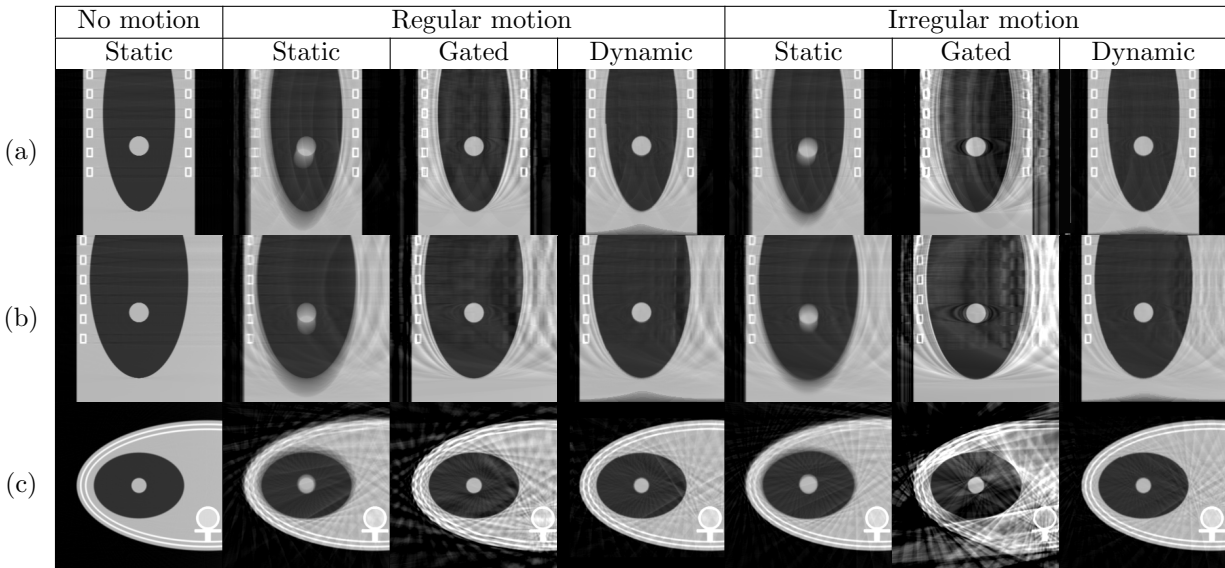 No motion Regular motion Irregular motion
Static Static Gated Dynamic Static Gated Dynamic
(a)
(b)
(c)